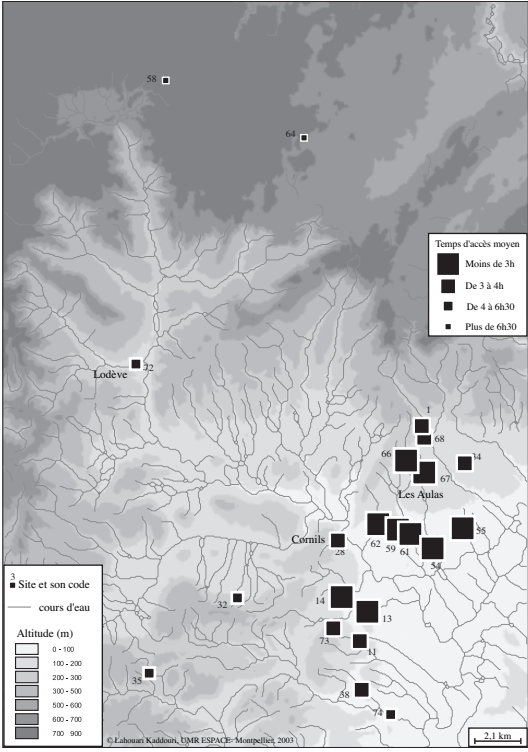 58
64
Temps d'accès moyen
Moins de 3h
De 3 à 4h
De 4 à 6h30
Plus de 6h30
Lodève
1
68
66
34
67
Les Aulas
62
59
61
54
55
Cornils
28
14
13
32
73
11
35
38
74
3
Site et son code
cours d'eau
Altitude (m)
0 - 100
100 - 200
200 - 300
300 - 500
500 - 600
600 - 700
700 900
© Lahouari Kaddouri, UMR ESPACE- Montpellier, 2003
2,1 km